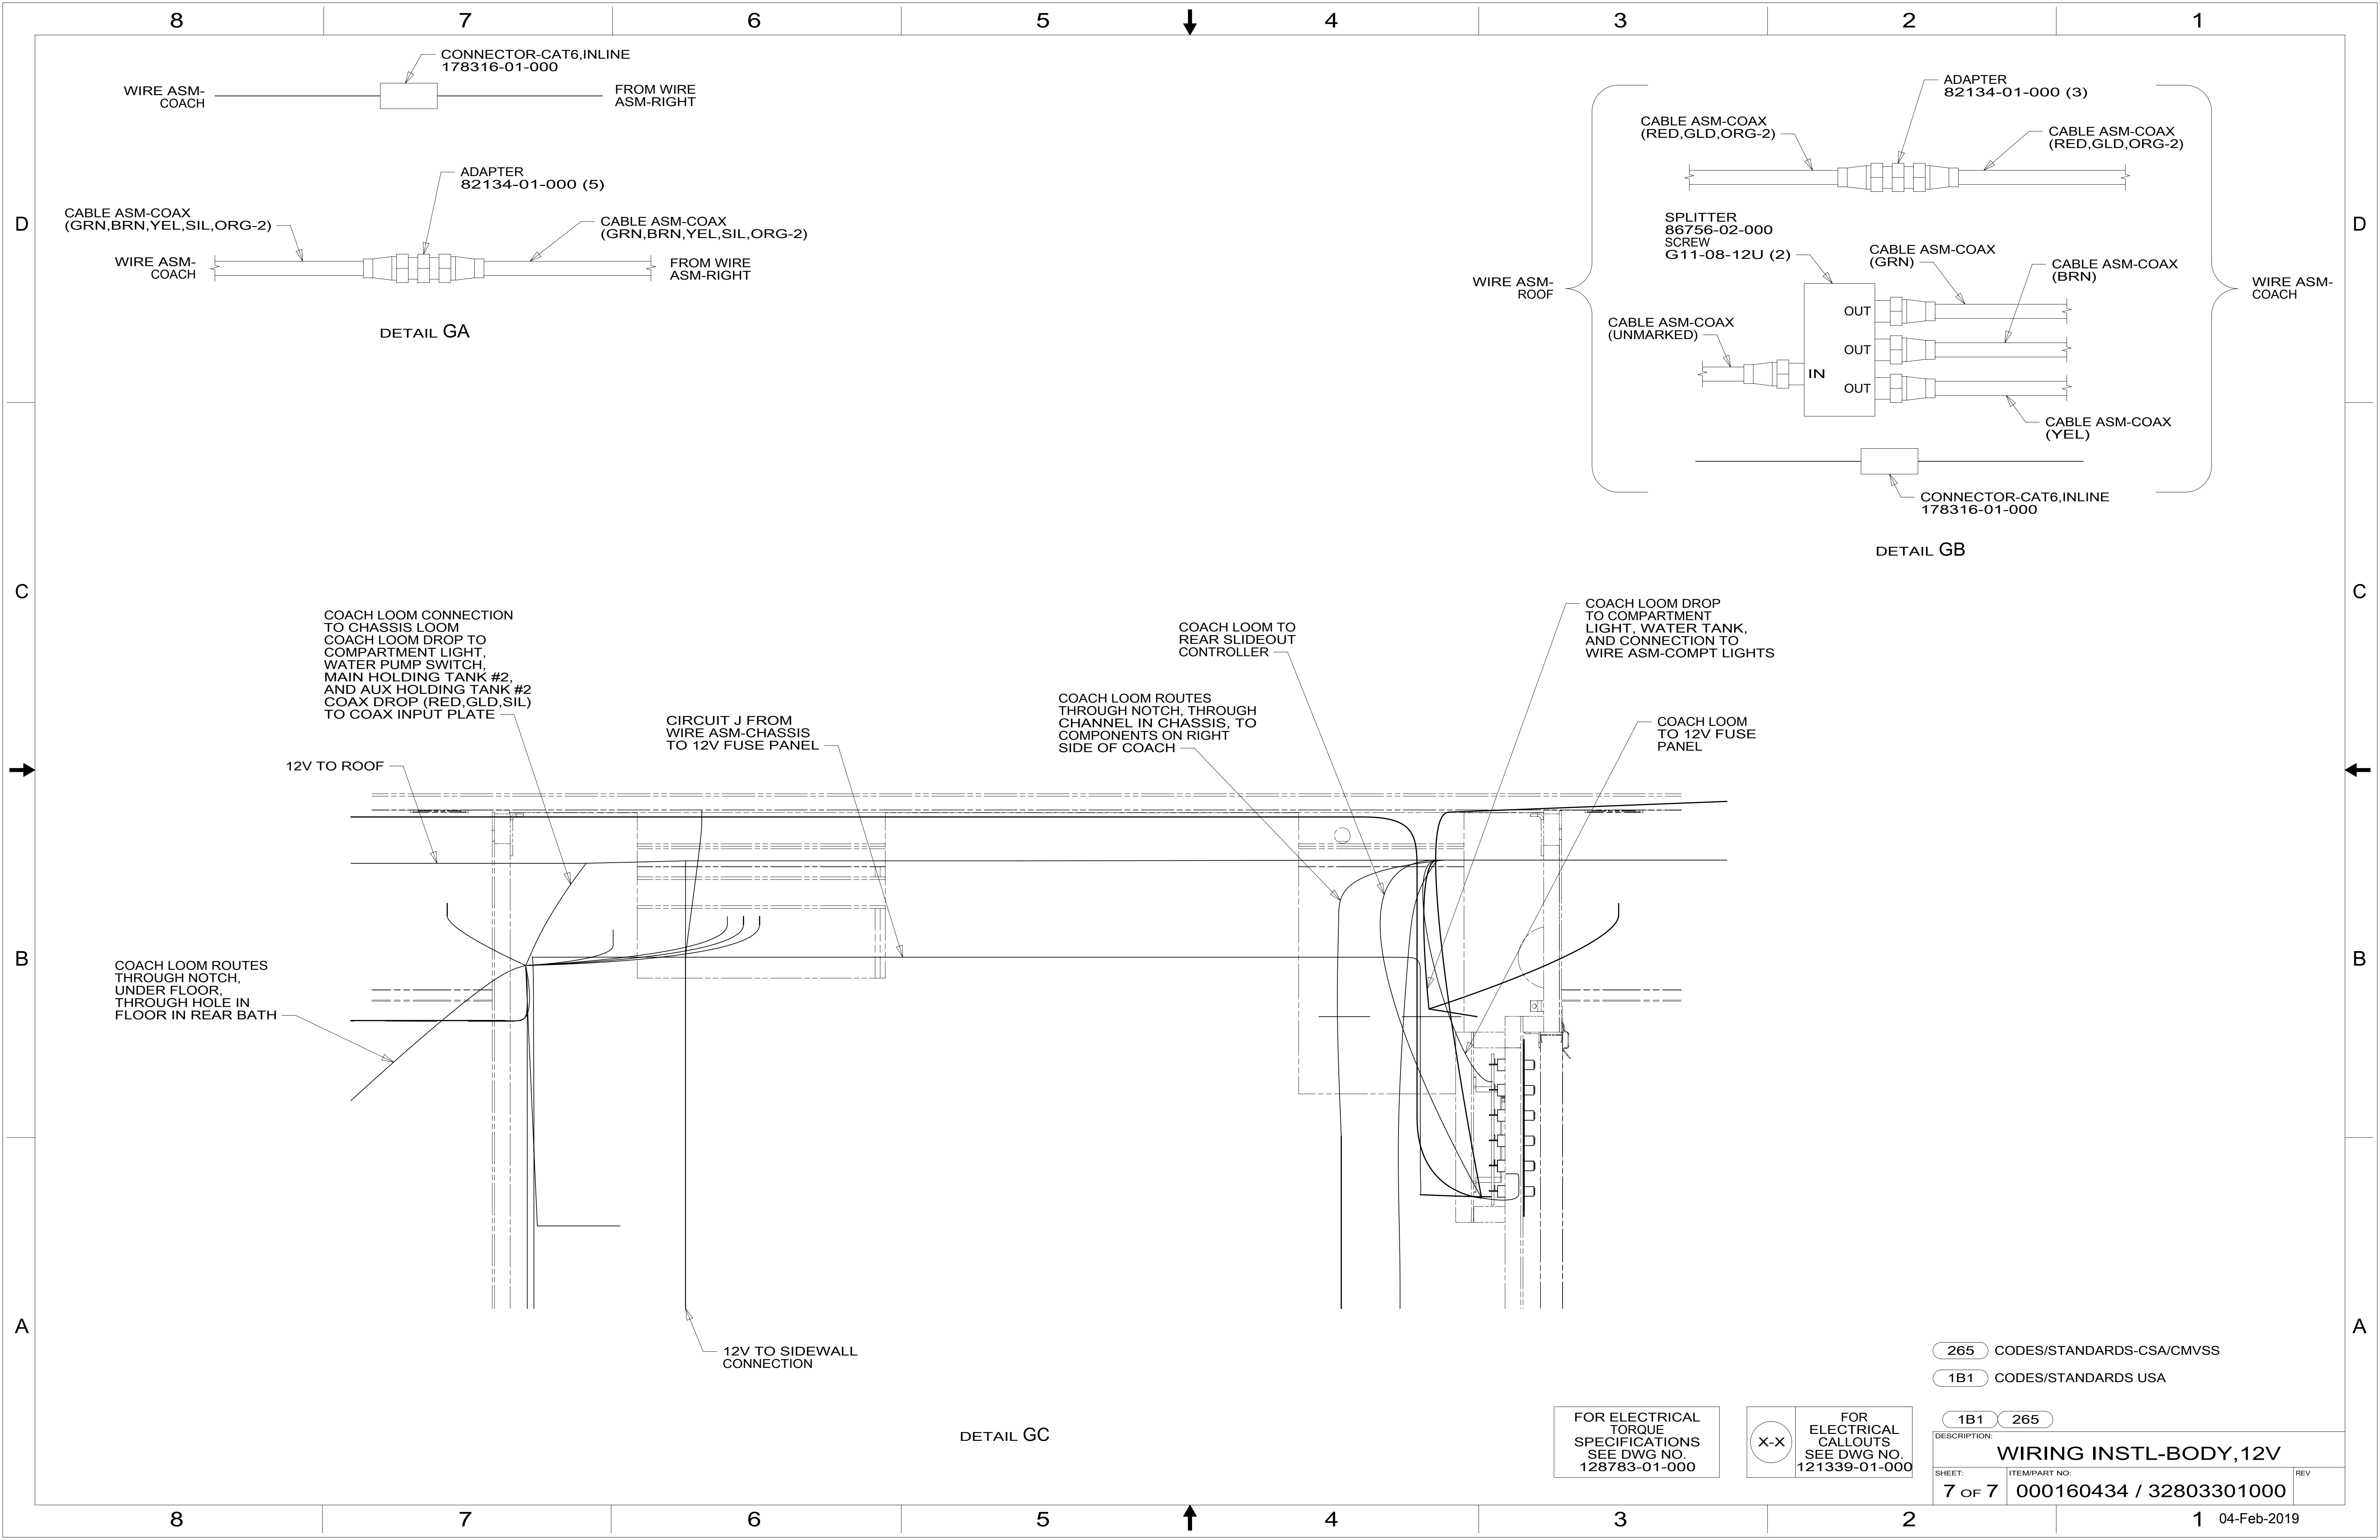 8 7 6 5 4 3 2 1
CONNECTOR-CAT6,INLINE
178316-01-000
WIRE ASM-
COACH
FROM WIRE
ASM-RIGHT
ADAPTER
82134-01-000 (5)
CABLE ASM-COAX
(GRN,BRN,YEL,SIL,ORG-2)
CABLE ASM-COAX
(GRN,BRN,YEL,SIL,ORG-2)
WIRE ASM-
COACH
FROM WIRE
ASM-RIGHT
DETAIL GA
ADAPTER
82134-01-000 (3)
CABLE ASM-COAX
(RED,GLD,ORG-2)
CABLE ASM-COAX
(RED,GLD,ORG-2)
SPLITTER
86756-02-000
SCREW
G11-08-12U (2)
CABLE ASM-COAX
(GRN)
CABLE ASM-COAX
(BRN)
WIRE ASM-
ROOF
WIRE ASM-
COACH
CABLE ASM-COAX
(UNMARKED)
OUT
OUT
IN
OUT
CABLE ASM-COAX
(YEL)
CONNECTOR-CAT6,INLINE
178316-01-000
DETAIL GB
D
D
C
C
COACH LOOM CONNECTION
TO CHASSIS LOOM
COACH LOOM DROP TO
COMPARTMENT LIGHT,
WATER PUMP SWITCH,
MAIN HOLDING TANK #2,
AND AUX HOLDING TANK #2
COAX DROP (RED,GLD,SIL)
TO COAX INPUT PLATE
12V TO ROOF
CIRCUIT J FROM
WIRE ASM-CHASSIS
TO 12V FUSE PANEL
COACH LOOM TO
REAR SLIDEOUT
CONTROLLER
COACH LOOM ROUTES
THROUGH NOTCH, THROUGH
CHANNEL IN CHASSIS, TO
COMPONENTS ON RIGHT
SIDE OF COACH
COACH LOOM DROP
TO COMPARTMENT
LIGHT, WATER TANK,
AND CONNECTION TO
WIRE ASM-COMPT LIGHTS
COACH LOOM
TO 12V FUSE
PANEL
B
B
COACH LOOM ROUTES
THROUGH NOTCH,
UNDER FLOOR,
THROUGH HOLE IN
FLOOR IN REAR BATH
A
A
12V TO SIDEWALL
CONNECTION
DETAIL GC
265 CODES/STANDARDS-CSA/CMVSS
1B1 CODES/STANDARDS USA
1B1 265
FOR ELECTRICAL
TORQUE
SPECIFICATIONS
SEE DWG NO.
128783-01-000
X-X
FOR
ELECTRICAL
CALLOUTS
SEE DWG NO.
121339-01-000
DESCRIPTION:
WIRING INSTL-BODY,12V
SHEET:
7 OF 7
ITEM/PART NO:
000160434 / 32803301000
REV
8 7 6 5 4 3 2 1
04-Feb-2019